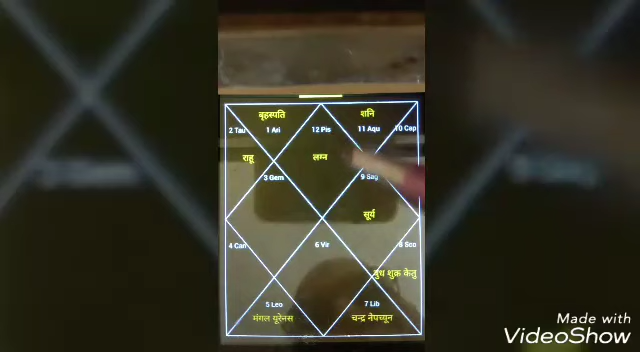 बृहस्पति
शनि
2 Tau
1 Ari
12 Pis
11 Aqu
10 Cap
राहू
लग्न
3 Gem
9 Sag
सूर्य
4 Can
6 Vir
8 Sco
बुध शुक्र केतु
5 Leo
7 Lib
मंगल यूरेनस
चन्द्र नेपच्यून
Made with
VideoShow